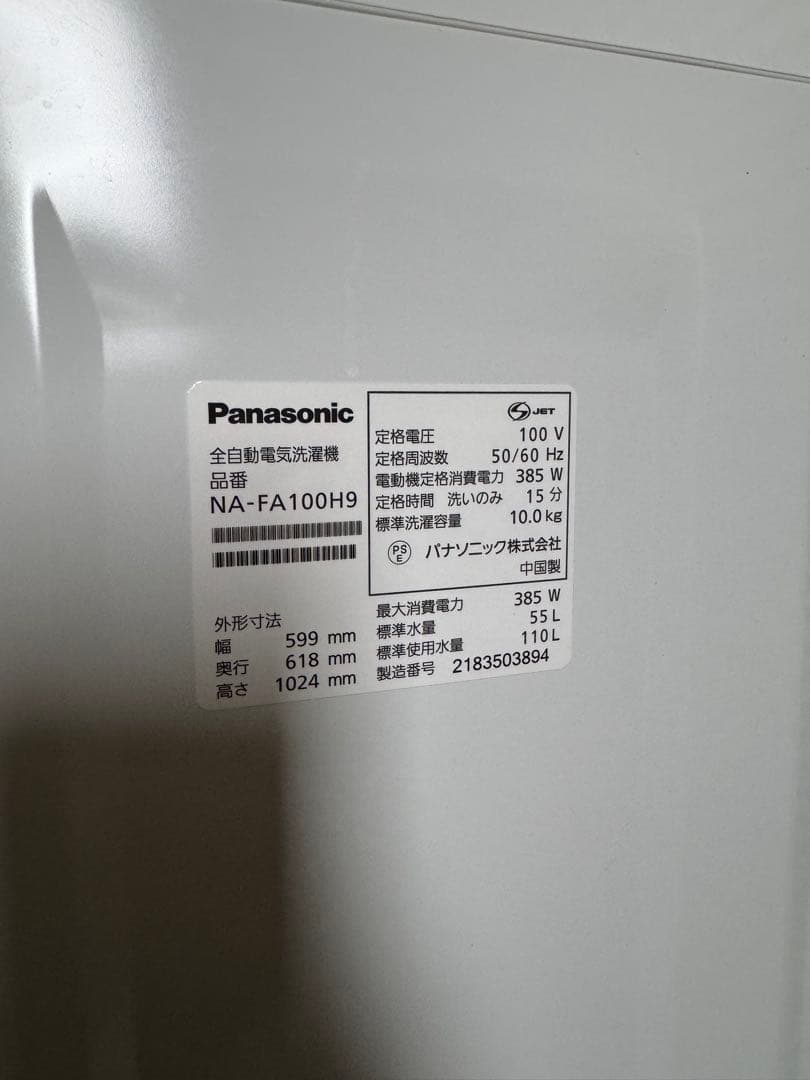 Panasonic
全自動電気洗濯機
品番
NA-FA100H9
外形寸法
幅 599 mm
奥行 618 mm
高さ 1024 mm
JET
定格電圧 100 V
定格周波数 50/60 Hz
電動機定格消費電力 385 W
定格時間 洗いのみ 15 分
標準洗濯容量 10.0 kg
PS
E パナソニック株式会社
中国製
最大消費電力 385 W
標準水量 55 L
標準使用水量 110 L
製造番号 2183503894